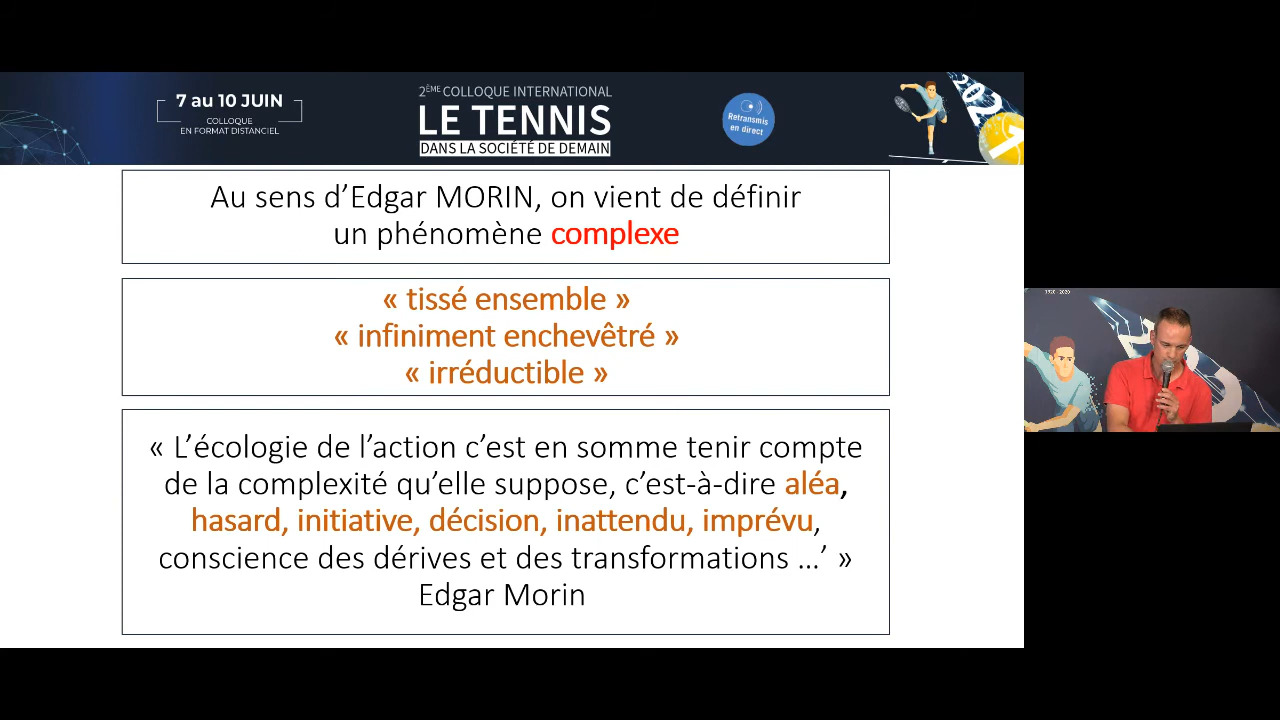 7 au 10 JUIN
COLLOQUE
EN FORMAT DISTANCIEL
2ÈME COLLOQUE INTERNATIONAL
LE TENNIS
DANS LA SOCIÉTÉ DE DEMAIN
Retransmis
en direct
2021
Au sens d’Edgar MORIN, on vient de définir
un phénomène complexe
« tissé ensemble »
« infiniment enchevêtré »
« irréductible »
« L’écologie de l’action c’est en somme tenir compte
de la complexité qu’elle suppose, c’est-à-dire aléa,
hasard, initiative, décision, inattendu, imprévu,
conscience des dérives et des transformations ...’ »
Edgar Morin
1920 - 2020